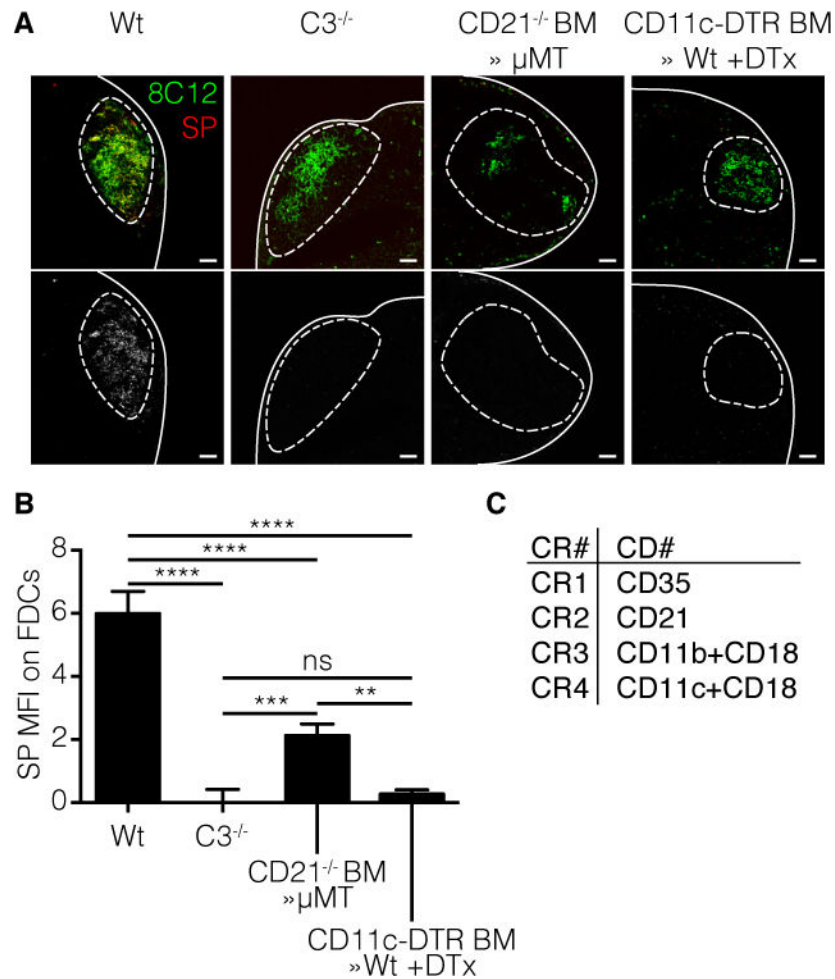 A
Wt
C3-/-
CD21-/- BM
» µMT
CD11c-DTR BM
» Wt +DTx
8C12
SP
B
SP MFI on FDCs
8
6
4
2
0
****
****
****
ns
***
**
Wt
C3-/-
CD21-/- BM
»µMT
CD11c-DTR BM
»Wt +DTx
C
CR# CD#
CR1 CD35
CR2 CD21
CR3 CD11b+CD18
CR4 CD11c+CD18